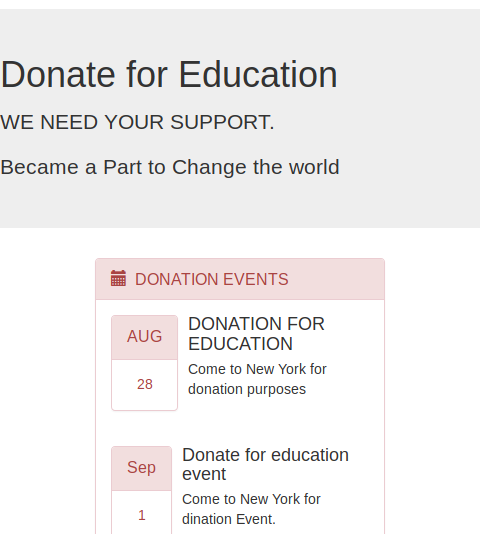 Donate for Education
WE NEED YOUR SUPPORT.
Became a Part to Change the world
DONATION EVENTS
AUG
28
DONATION FOR
EDUCATION
Come to New York for
donation purposes
Sep
1
Donate for education
event
Come to New York for
dination Event.